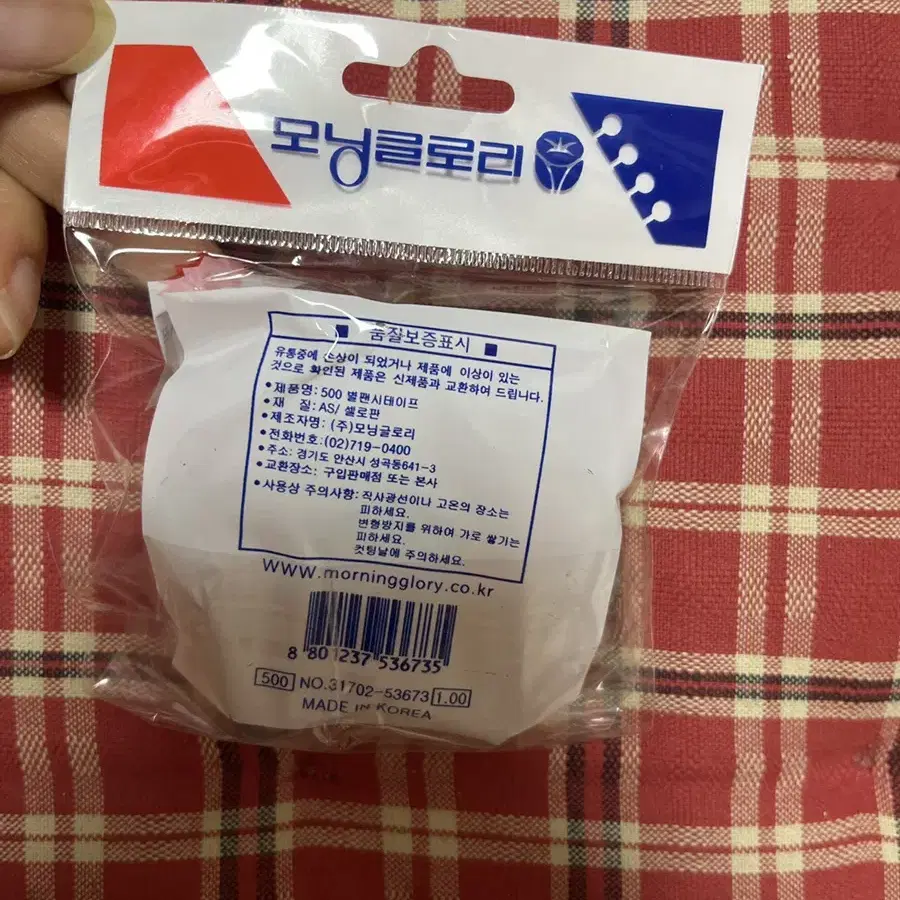 모닝글로리
품질보증표시
유통중에 손상이 되었거나 제품에 이상이 있는
것으로 확인된 제품은 신제품과 교환하여 드립니다.
•제품명: 500 별팬시테이프
•재 질: AS/ 셀로판
•제조자명: (주)모닝글로리
•전화번호:(02)719-0400
•주소: 경기도 안산시 성곡동641-3
•교환장소: 구입판매점 또는 본사
•사용상 주의사항: 직사광선이나 고온의 장소는
피하세요.
변형방지를 위하여 가로 쌓기는
피하세요.
컷팅날에 주의하세요.
www.morningglory.co.kr
8 801237 536735
500 NO.31702-53673 1.00
MADE IN KOREA